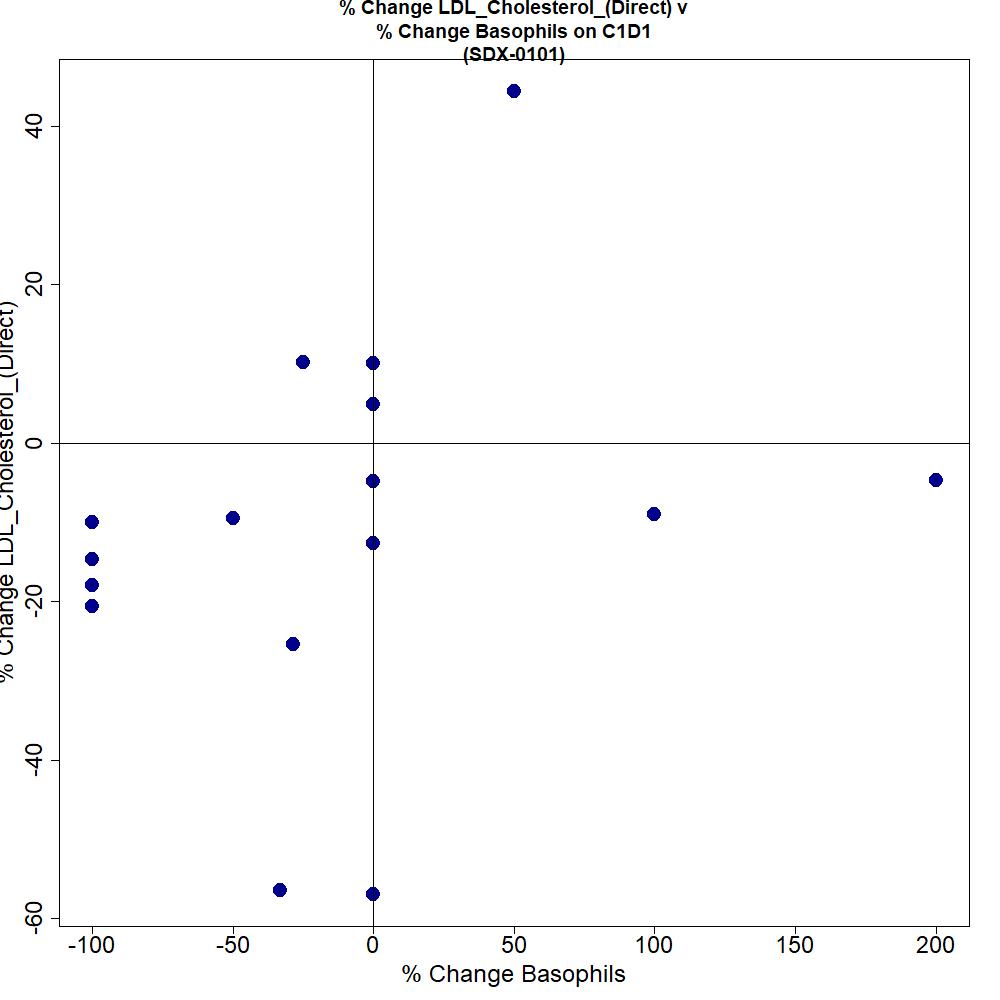 % Change LDL_Cholesterol_(Direct) v
% Change Basophils on C1D1
(SDX-0101)
% Change LDL_Cholesterol_(Direct)
40
20
0
-20
-40
-60
-100
-50
0
50
100
150
200
% Change Basophils